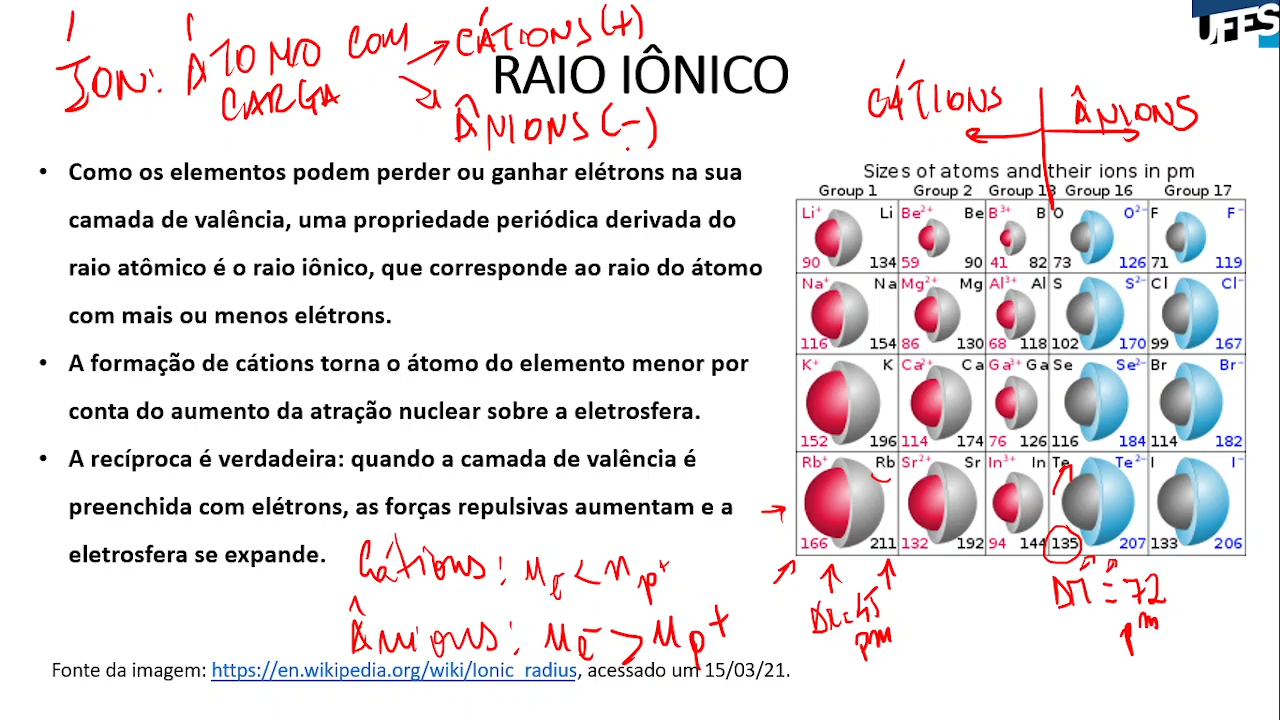 UFES
ÍON: ÁTOMO COM CARGA
CÁTIONS (+)
ÂNIONS (-)
RAIO IÔNICO
CÁTIONS
ÂNIONS
• Como os elementos podem perder ou ganhar elétrons na sua
camada de valência, uma propriedade periódica derivada do
raio atômico é o raio iônico, que corresponde ao raio do átomo
com mais ou menos elétrons.
• A formação de cátions torna o átomo do elemento menor por
conta do aumento da atração nuclear sobre a eletrosfera.
• A recíproca é verdadeira: quando a camada de valência é
preenchida com elétrons, as forças repulsivas aumentam e a
eletrosfera se expande.
Cátions: ne < np+
Ânions: ne- > np+
Fonte da imagem: https://en.wikipedia.org/wiki/Ionic_radius, acessado um 15/03/21.
Sizes of atoms and their ions in pm
Group 1 Group 2 Group 13 Group 16 Group 17
Li⁺ Li Be²⁺ Be B³⁺ B O O²⁻ F F⁻
90 134 59 90 41 82 73 126 71 119
Na⁺ Na Mg²⁺ Mg Al³⁺ Al S S²⁻ Cl Cl⁻
116 154 86 130 68 118 102 170 99 167
K⁺ K Ca²⁺ Ca Ga³⁺ Ga Se Se²⁻ Br Br⁻
152 196 114 174 76 126 116 184 114 182
Rb⁺ Rb Sr²⁺ Sr In³⁺ In Te Te²⁻ I I⁻
166 211 132 192 94 144 135 207 133 206
=45
pm
= 72
pm